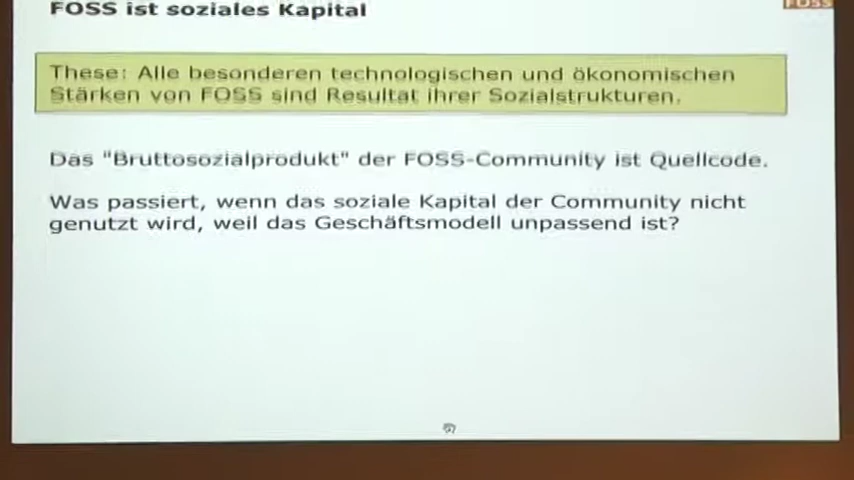 FOSS ist soziales Kapital
FOSS
These: Alle besonderen technologischen und ökonomischen
Stärken von FOSS sind Resultat ihrer Sozialstrukturen.
Das "Bruttosozialprodukt" der FOSS-Community ist Quellcode.
Was passiert, wenn das soziale Kapital der Community nicht
genutzt wird, weil das Geschäftsmodell unpassend ist?